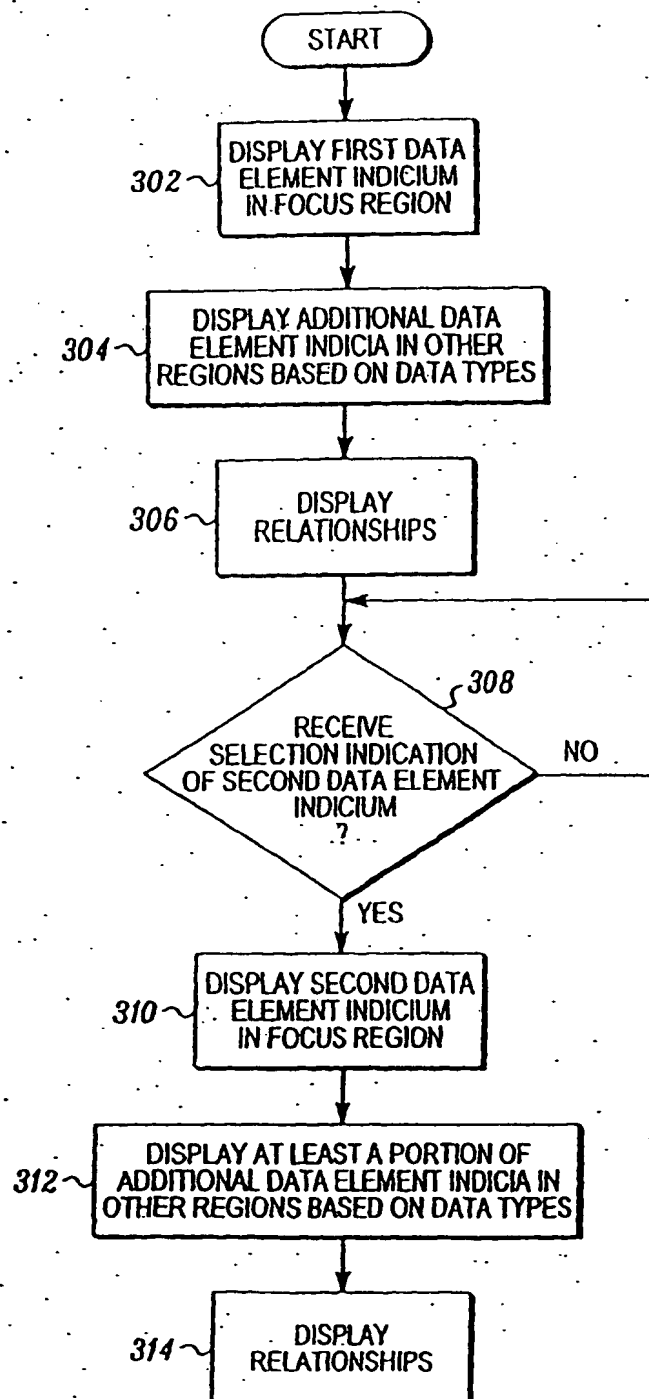 START
302
DISPLAY FIRST DATA
ELEMENT INDICIUM
IN FOCUS REGION
304
DISPLAY ADDITIONAL DATA
ELEMENT INDICIA IN OTHER
REGIONS BASED ON DATA TYPES
306
DISPLAY
RELATIONSHIPS
308
RECEIVE
SELECTION INDICATION
OF SECOND DATA ELEMENT
INDICIUM
?
NO
YES
310
DISPLAY SECOND DATA
ELEMENT INDICIUM
IN FOCUS REGION
312
DISPLAY AT LEAST A PORTION OF
ADDITIONAL DATA ELEMENT INDICIA IN
OTHER REGIONS BASED ON DATA TYPES
314
DISPLAY
RELATIONSHIPS